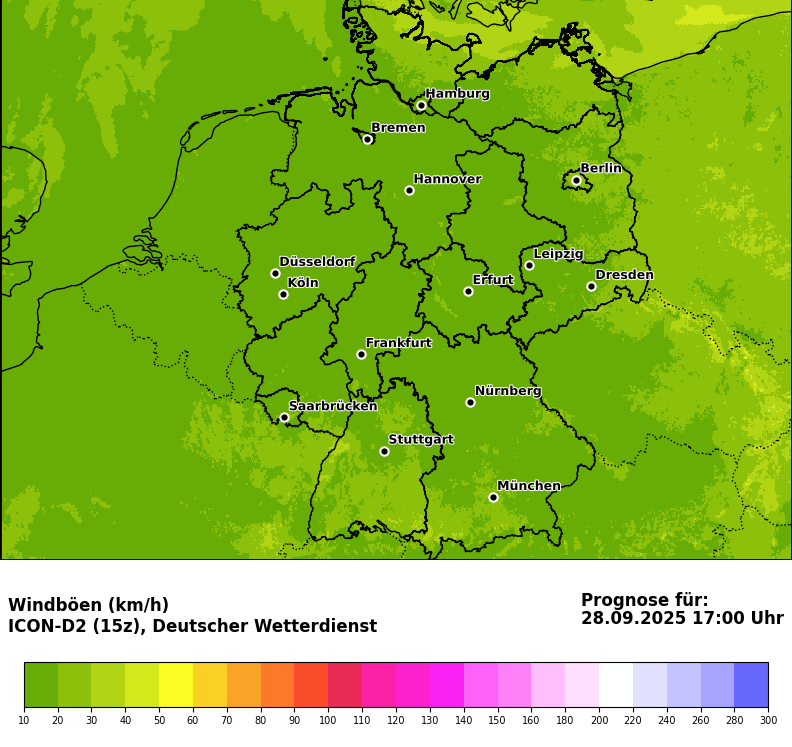 Hamburg
Bremen
Berlin
Hannover
Leipzig
Düsseldorf
Dresden
Köln
Erfurt
Frankfurt
Nürnberg
Saarbrücken
Stuttgart
München
Windböen (km/h)
ICON-D2 (15z), Deutscher Wetterdienst
Prognose für:
28.09.2025 17:00 Uhr
10 20 30 40 50 60 70 80 90 100 110 120 130 140 150 160 180 200 220 240 260 280 300